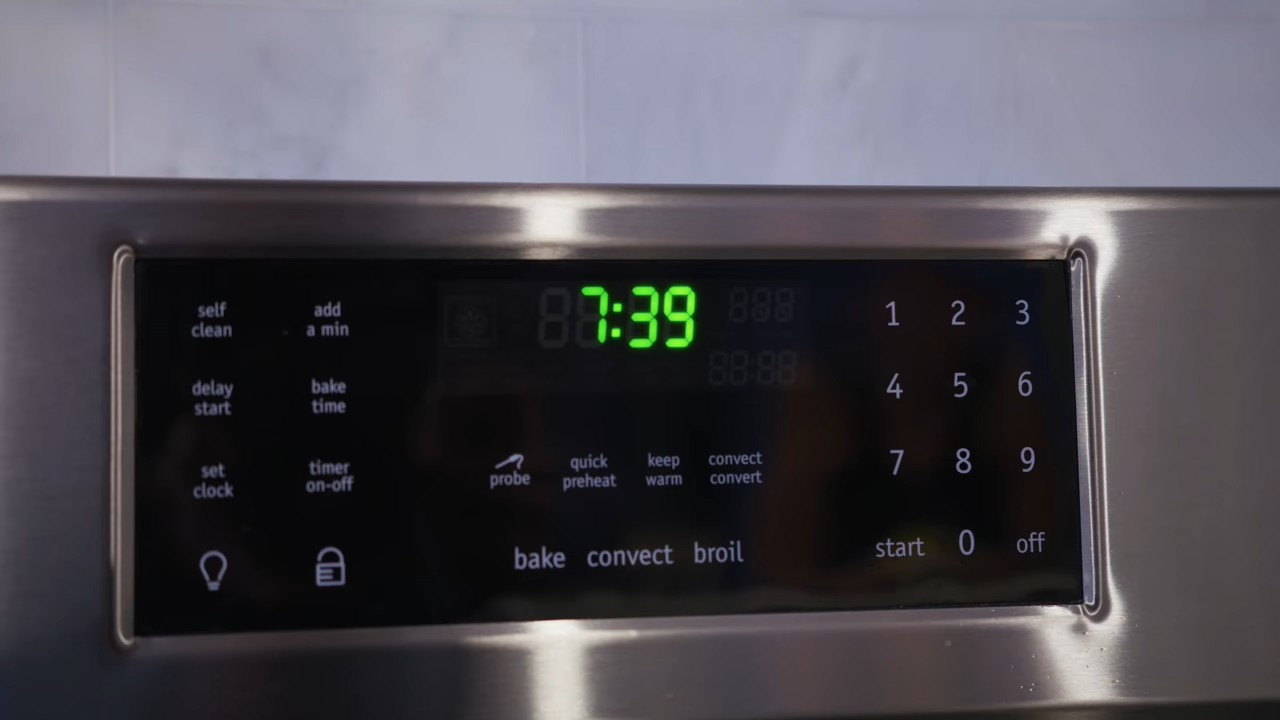 7:39
self clean
add a min
1 2 3
delay start
bake time
4 5 6
set clock
timer on-off
probe
quick preheat
keep warm
convect convert
7 8 9
bake convect broil
start 0 off